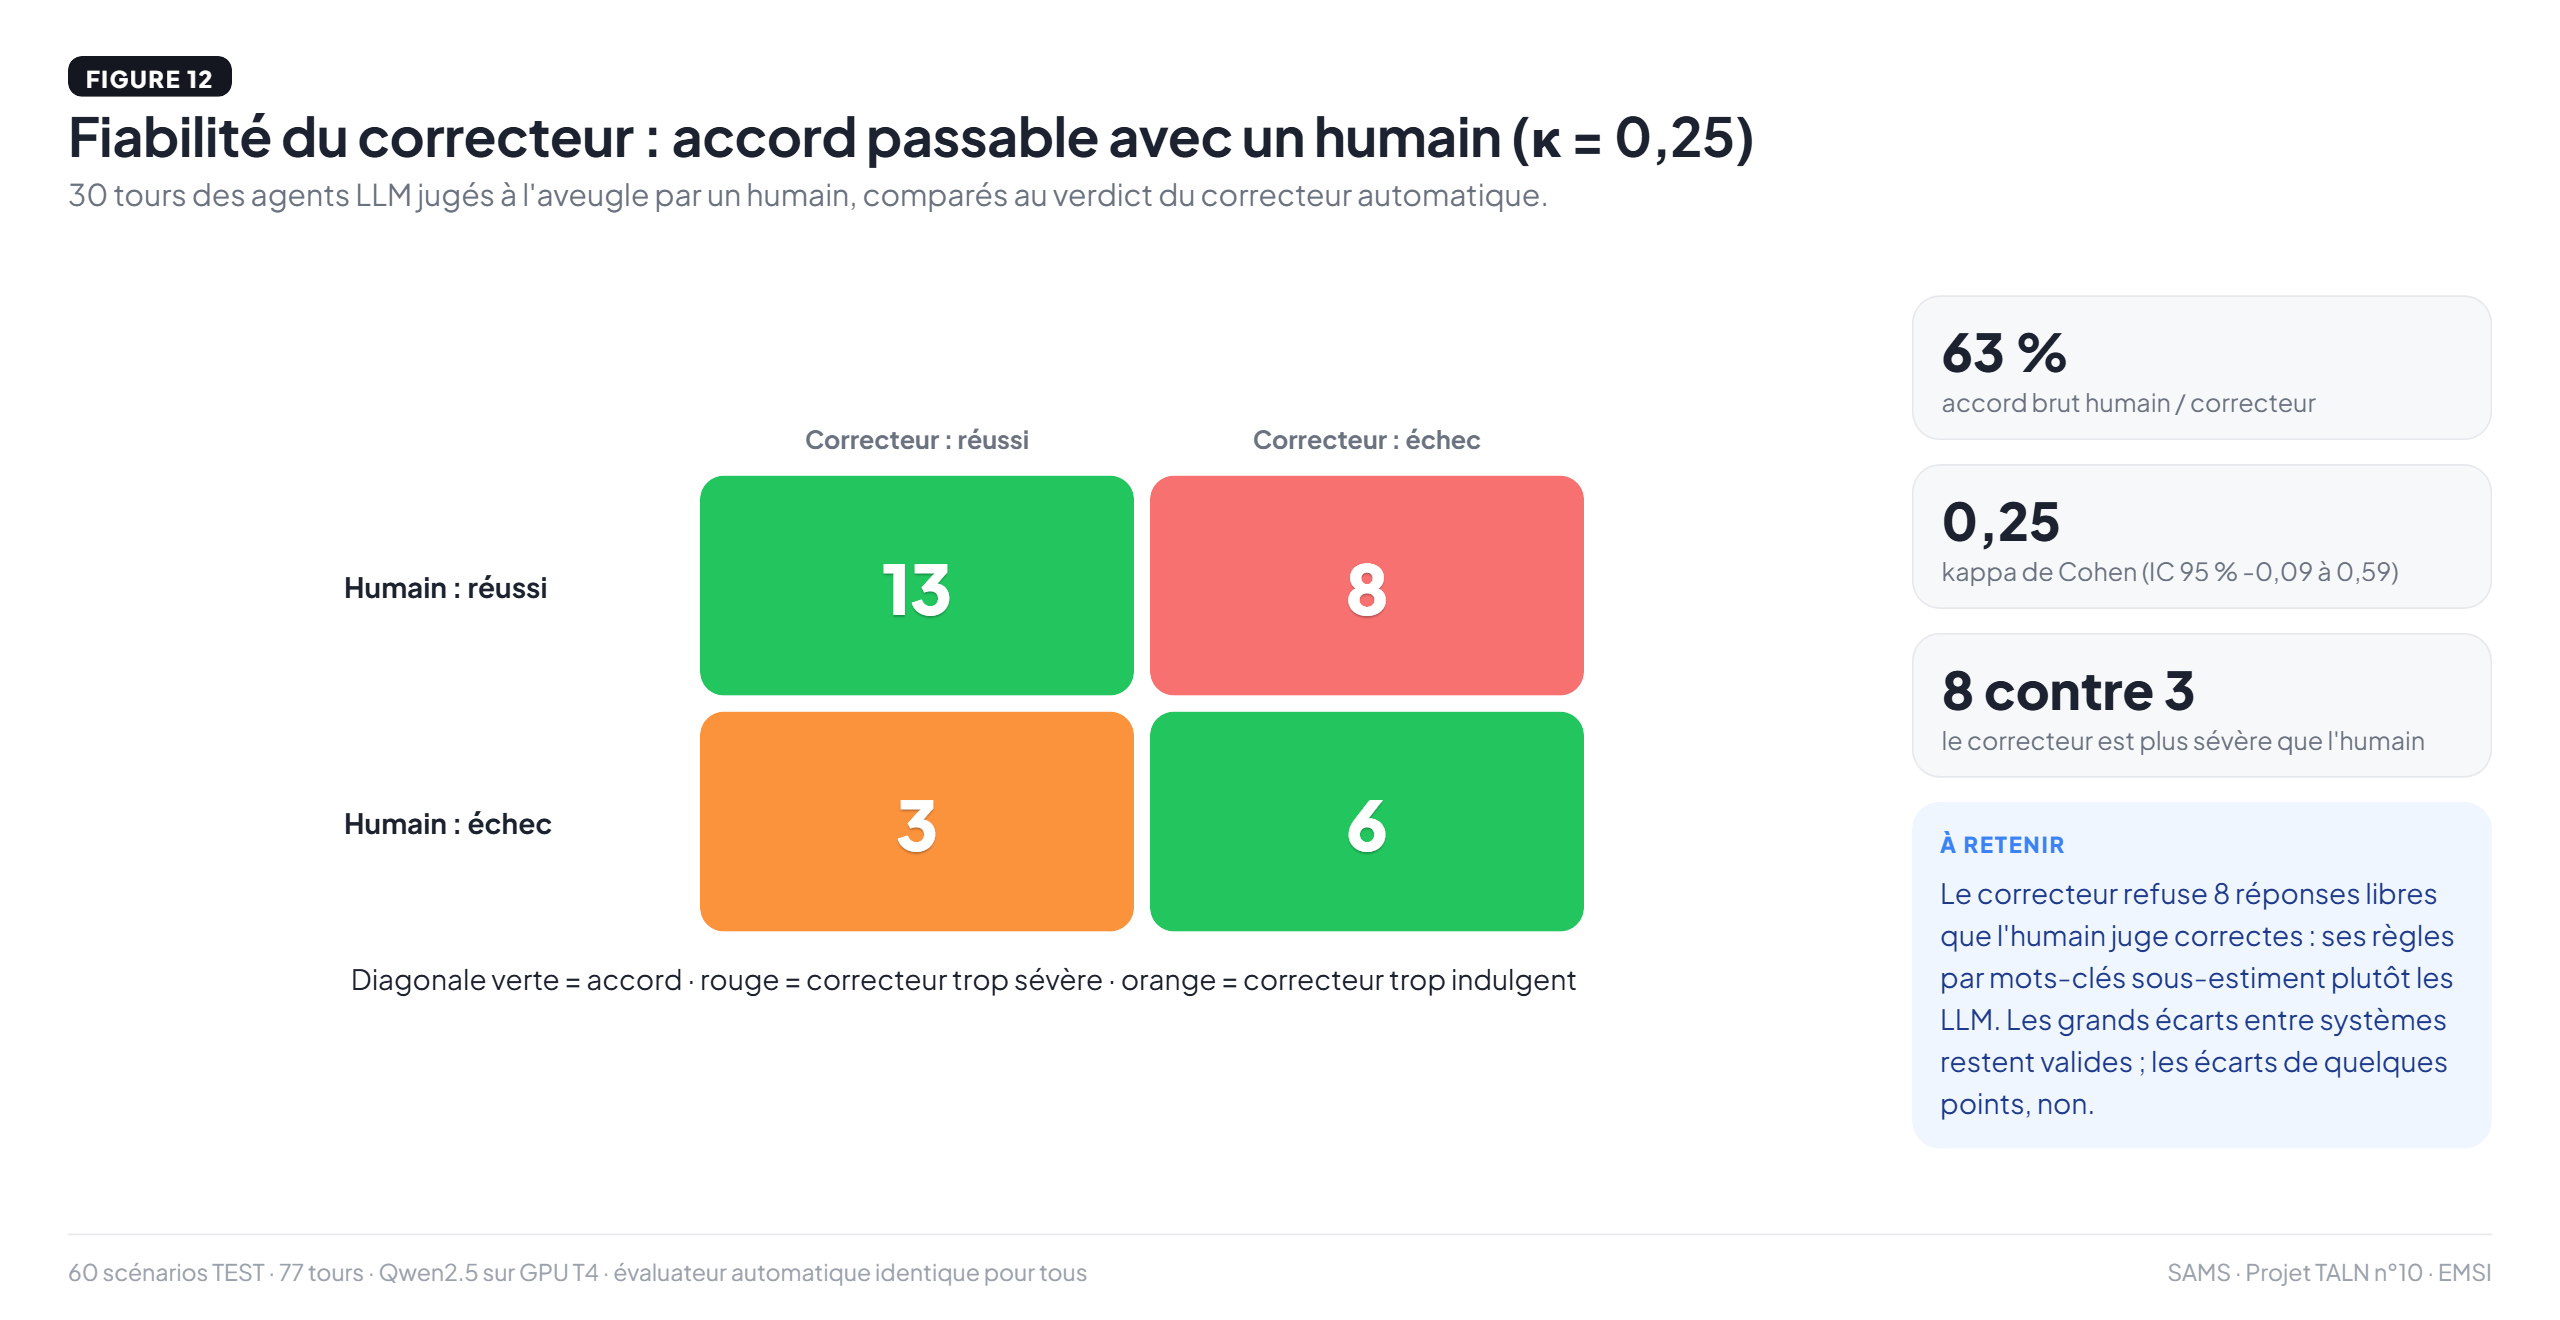 FIGURE 12
Fiabilité du correcteur : accord passable avec un humain (κ = 0,25)
30 tours des agents LLM jugés à l'aveugle par un humain, comparés au verdict du correcteur automatique.
Correcteur : réussi
Correcteur : échec
Humain : réussi
13
8
Humain : échec
3
6
Diagonale verte = accord · rouge = correcteur trop sévère · orange = correcteur trop indulgent
63 %
accord brut humain / correcteur
0,25
kappa de Cohen (IC 95 % -0,09 à 0,59)
8 contre 3
le correcteur est plus sévère que l'humain
À RETENIR
Le correcteur refuse 8 réponses libres
que l'humain juge correctes : ses règles
par mots-clés sous-estiment plutôt les
LLM. Les grands écarts entre systèmes
restent valides ; les écarts de quelques
points, non.
60 scénarios TEST · 77 tours · Qwen2.5 sur GPU T4 · évaluateur automatique identique pour tous
SAMS · Projet TALN n°10 · EMSI